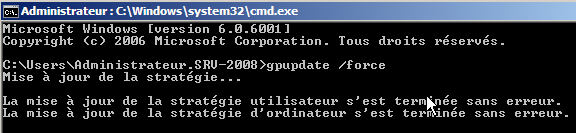 Administrateur : C:\Windows\system32\cmd.exe
Microsoft Windows [version 6.0.6001]
Copyright (c) 2006 Microsoft Corporation. Tous droits réservés.
C:\Users\Administrateur.SRV-2008>gpupdate /force
Mise à jour de la stratégie...
La mise à jour de la stratégie utilisateur s'est terminée sans erreur.
La mise à jour de la stratégie d'ordinateur s'est terminée sans erreur.